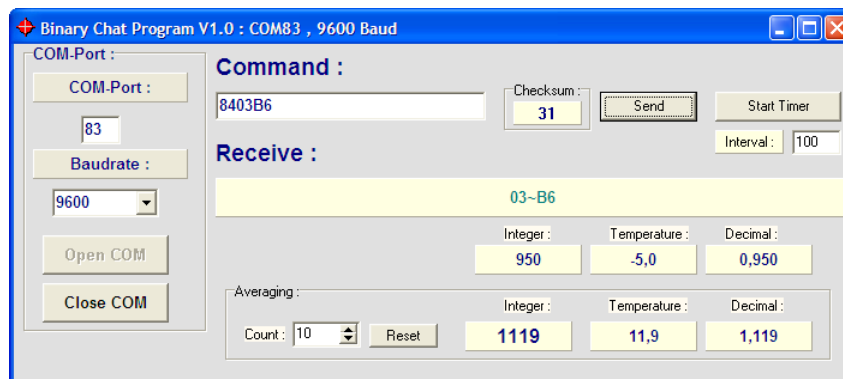 Binary Chat Program V1.0 : COM83 , 9600 Baud
COM-Port :
COM-Port :
83
Baudrate :
9600
Open COM
Close COM
Command :
8403B6
Checksum :
31
Send
Start Timer
Interval :
100
Receive :
03~B6
Integer :
Temperature :
Decimal :
950
-5,0
0,950
Averaging :
Count :
10
Reset
Integer :
Temperature :
Decimal :
1119
11,9
1,119